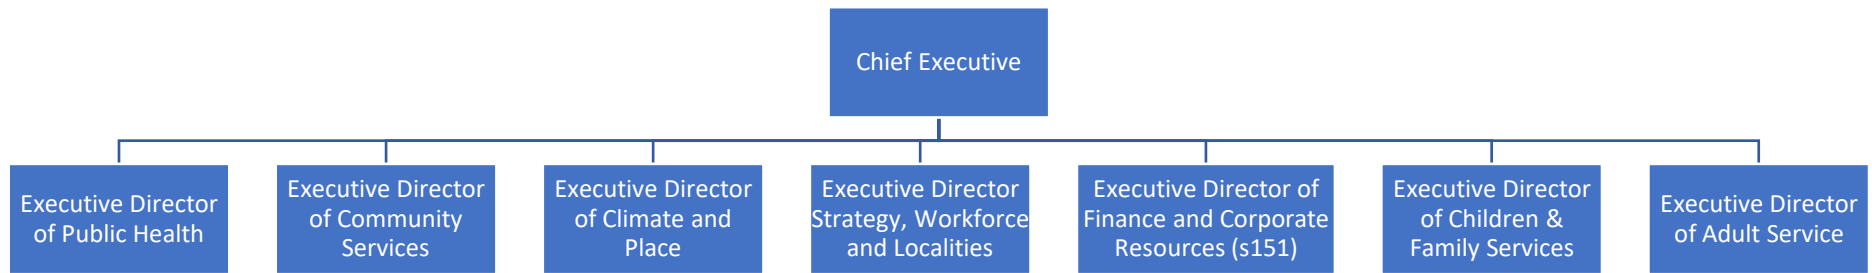 Chief Executive
Executive Director
of Public Health
Executive Director
of Community
Services
Executive Director
of Climate and
Place
Executive Director
Strategy, Workforce
and Localities
Executive Director of
Finance and Corporate
Resources (s151)
Executive Director
of Children &
Family Services
Executive Director
of Adult Service